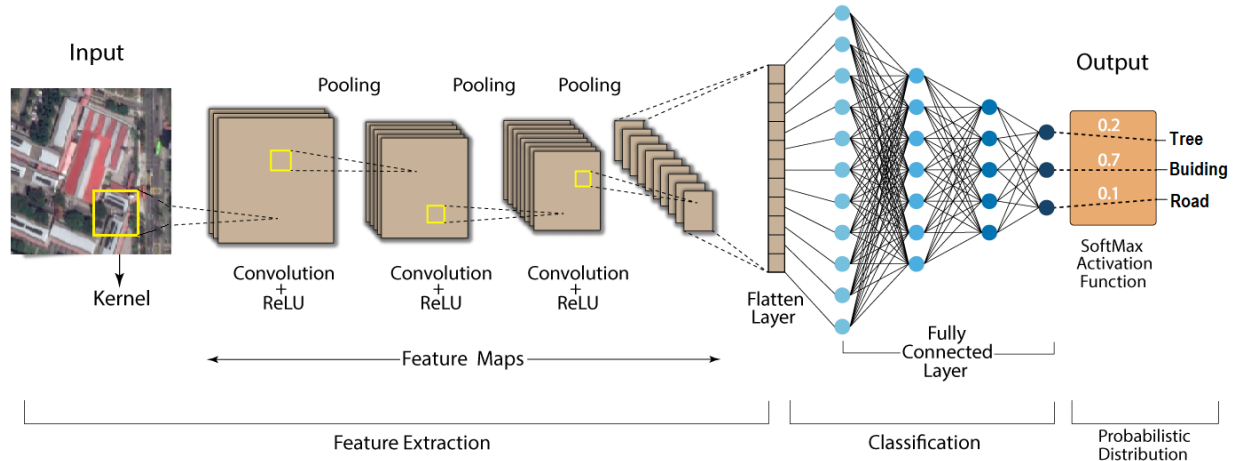 Input
Kernel
Pooling
Pooling
Pooling
Convolution
+
ReLU
Convolution
+
ReLU
Convolution
+
ReLU
Feature Maps
Flatten
Layer
Fully
Connected
Layer
Output
0.2
Tree
0.7
Buiding
0.1
Road
SoftMax
Activation
Function
Feature Extraction
Classification
Probabilistic
Distribution